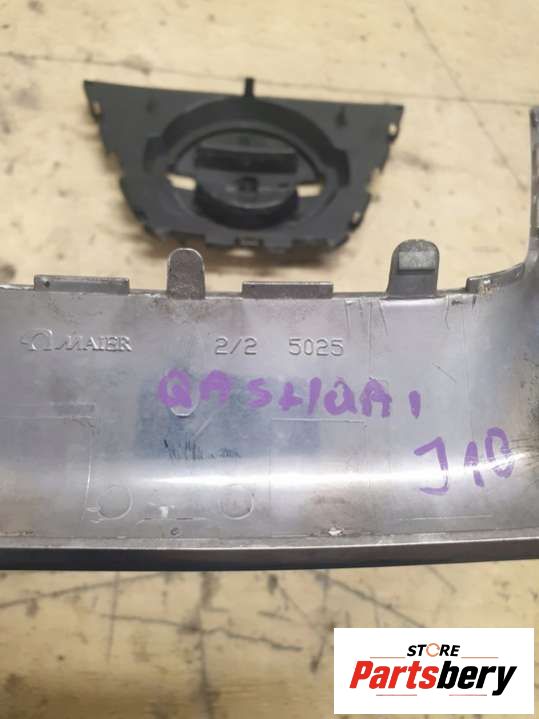 MAIER 2/2 5025
QASHQAI
J10
STORE
Partsbery